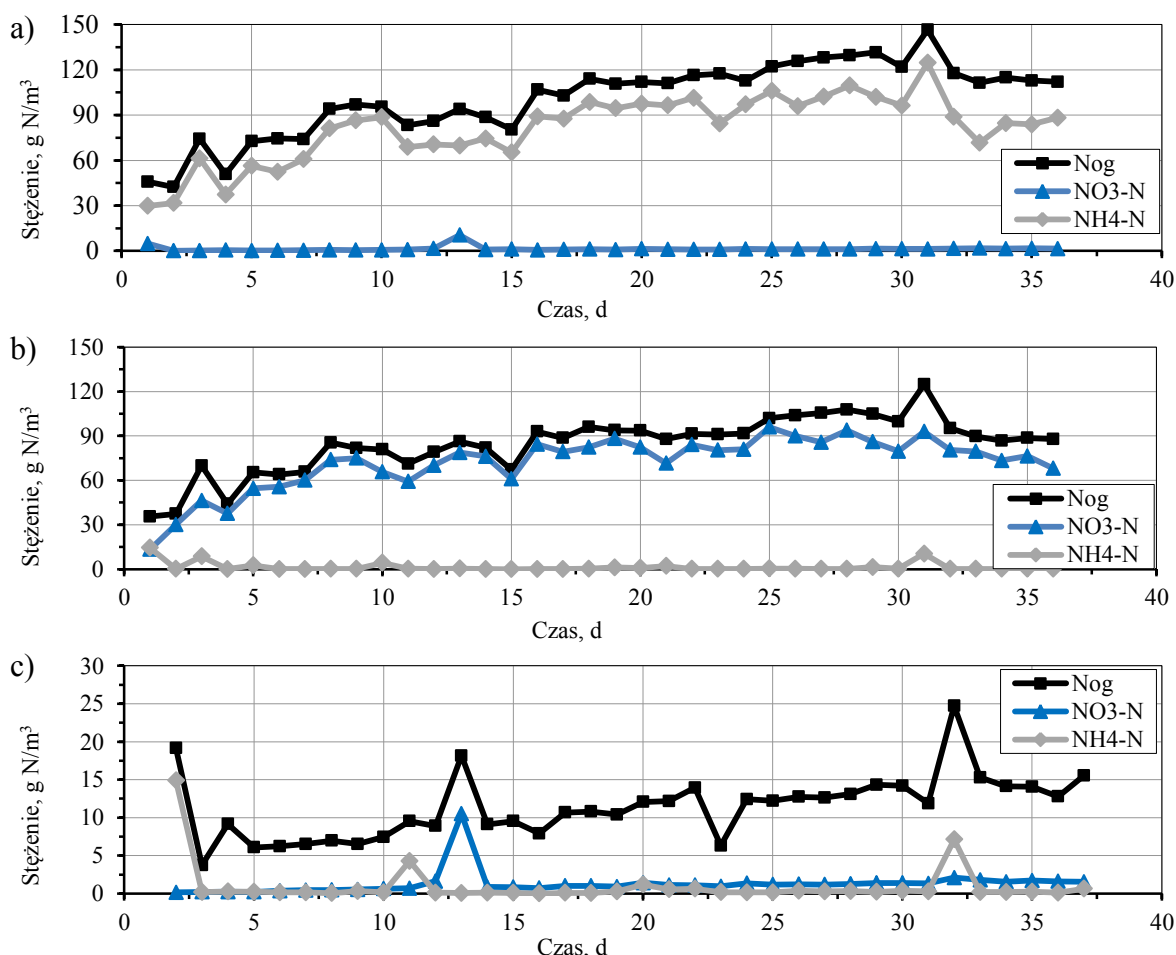 a)
Stężenie, g N/m³
150
120
90
60
30
0
Nog
NO3-N
NH4-N
0 5 10 15 20 25 30 35 40
Czas, d
b)
Stężenie, g N/m³
150
120
90
60
30
0
Nog
NO3-N
NH4-N
0 5 10 15 20 25 30 35 40
Czas, d
c)
Stężenie, g N/m³
30
25
20
15
10
5
0
Nog
NO3-N
NH4-N
0 5 10 15 20 25 30 35 40
Czas, d